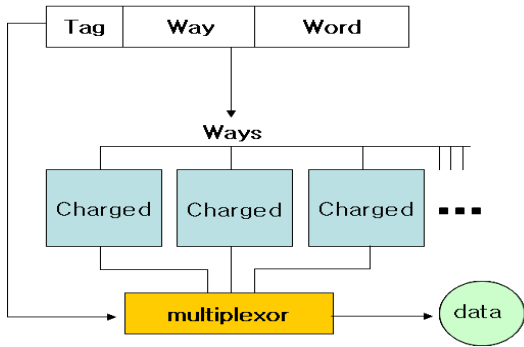 Tag Way Word
Ways
Charged Charged Charged
multiplexor
data